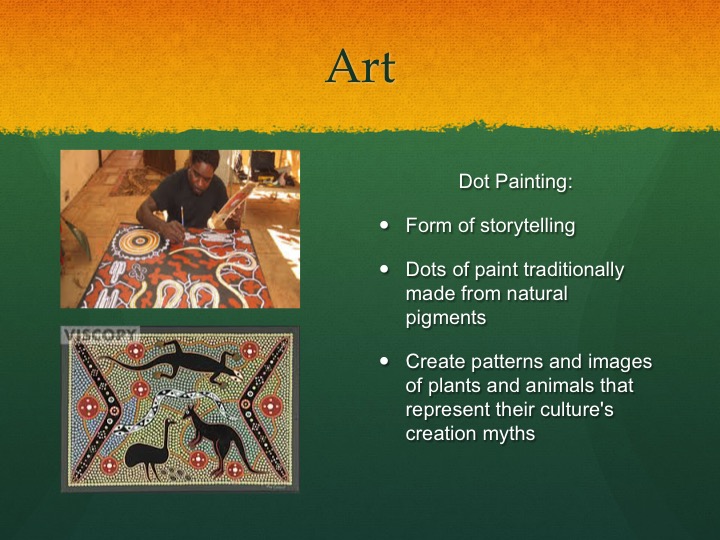 Art
VISCOPY
Dot Painting:
Form of storytelling
Dots of paint traditionally
made from natural
pigments
Create patterns and images
of plants and animals that
represent their culture's
creation myths